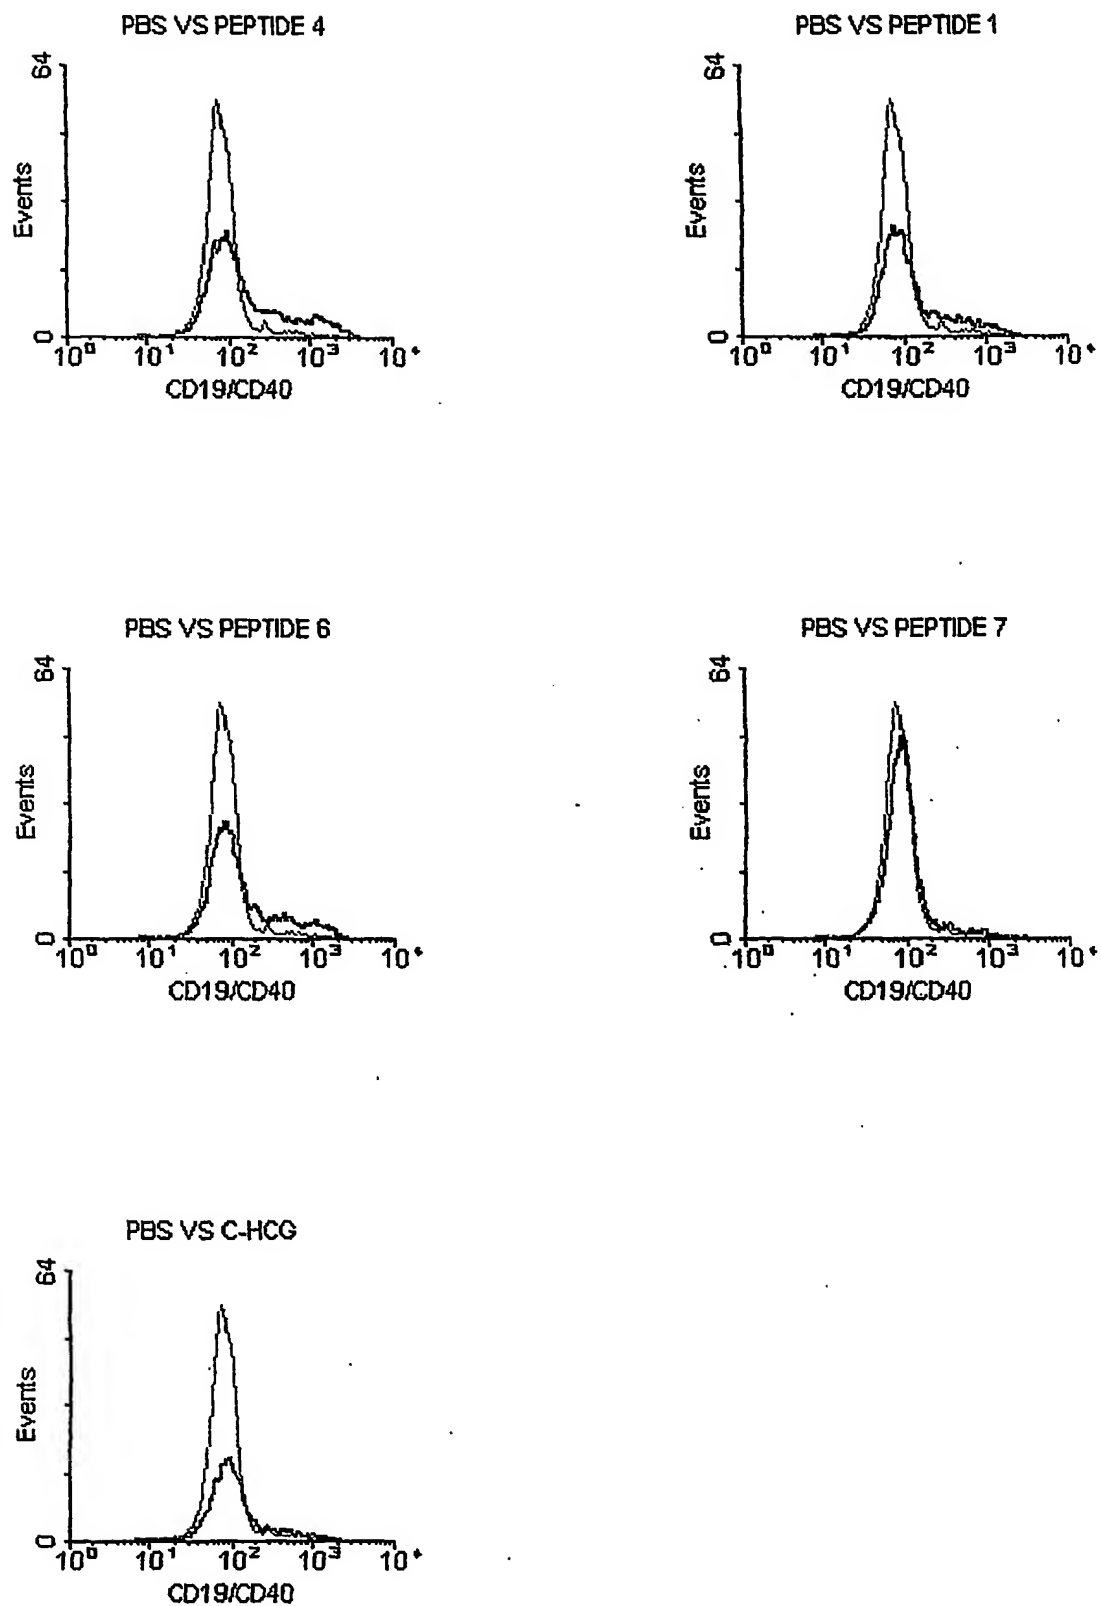 PBS VS PEPTIDE 4
64
Events
0
10⁰ 10¹ 10² 10³ 10⁴
CD19/CD40
PBS VS PEPTIDE 1
64
Events
0
10⁰ 10¹ 10² 10³ 10⁴
CD19/CD40
PBS VS PEPTIDE 6
64
Events
0
10⁰ 10¹ 10² 10³ 10⁴
CD19/CD40
PBS VS PEPTIDE 7
64
Events
0
10⁰ 10¹ 10² 10³ 10⁴
CD19/CD40
PBS VS C-HCG
64
Events
0
10⁰ 10¹ 10² 10³ 10⁴
CD19/CD40